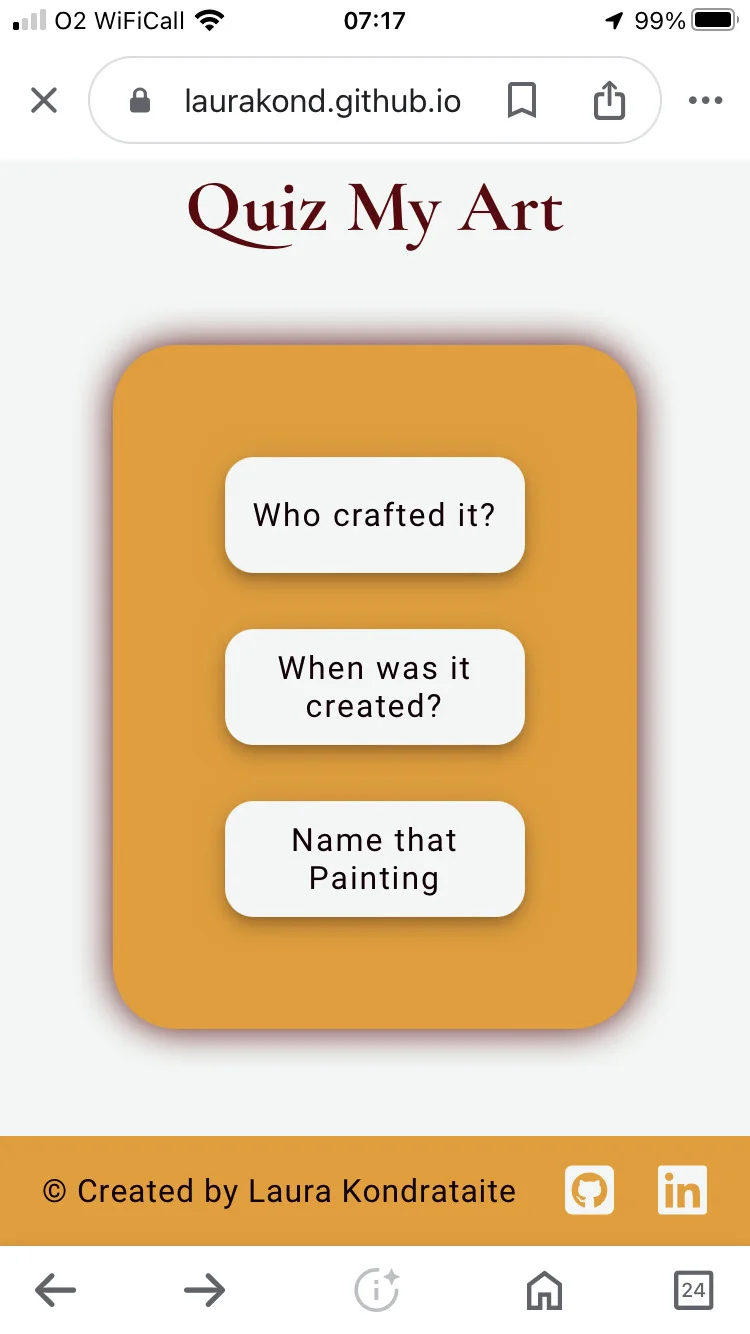 O2 WiFiCall 07:17 99%
laurakond.github.io
Quiz My Art
Who crafted it?
When was it
created?
Name that
Painting
© Created by Laura Kondrataite
in
24